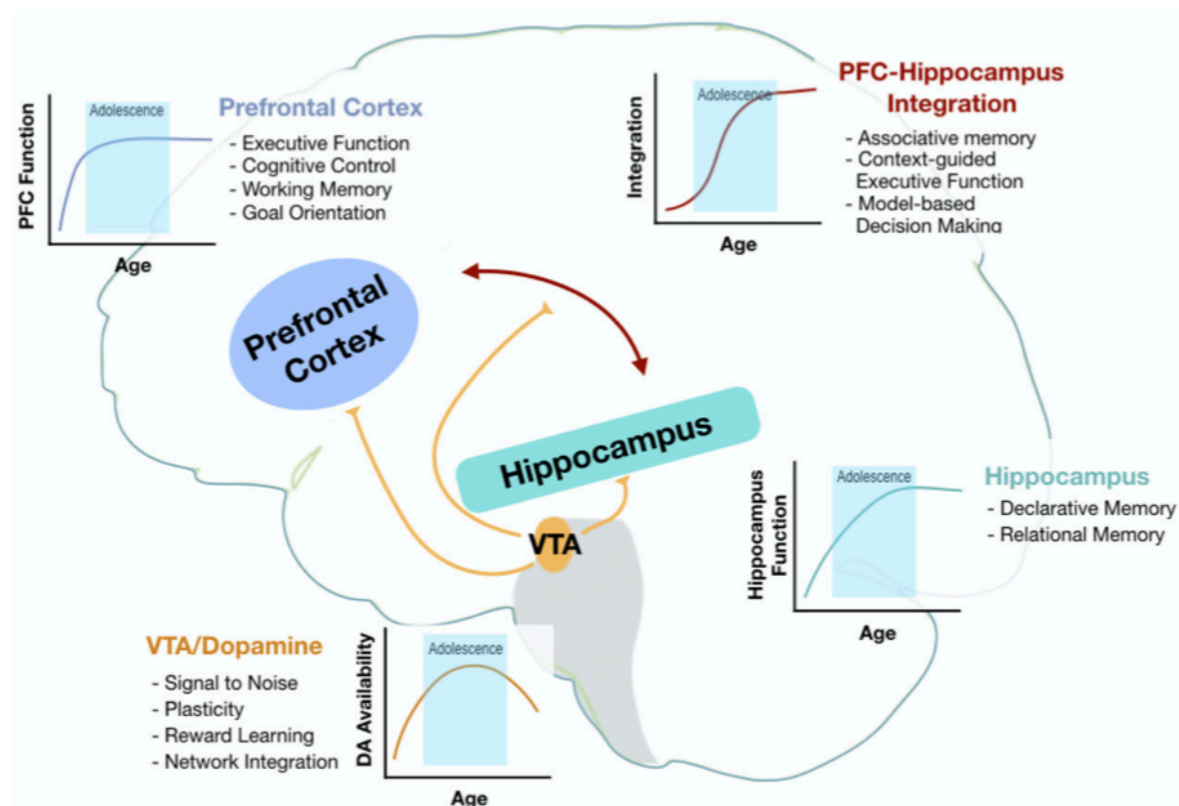 PFC Function
Adolescence
Age
Prefrontal Cortex
- Executive Function
- Cognitive Control
- Working Memory
- Goal Orientation
Integration
Adolescence
Age
PFC-Hippocampus
Integration
- Associative memory
- Context-guided
Executive Function
- Model-based
Decision Making
Prefrontal
Cortex
Hippocampus
VTA
Hippocampus
Function
Adolescence
Age
Hippocampus
- Declarative Memory
- Relational Memory
VTA/Dopamine
- Signal to Noise
- Plasticity
- Reward Learning
- Network Integration
DA Availability
Adolescence
Age